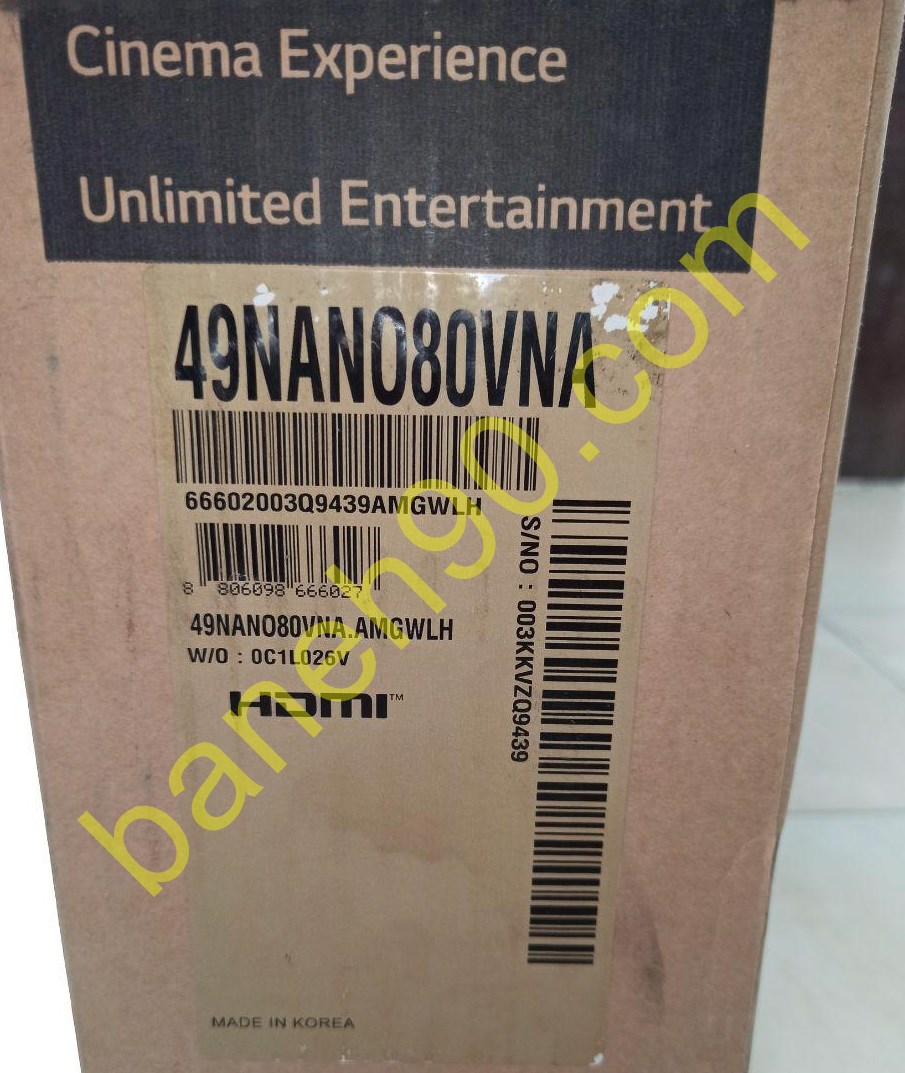 Cinema Experience
Unlimited Entertainment
49NANO80VNA
66602003Q9439AMGWLH
8 806098 666027
49NANO80VNA.AMGWLH
W/O : 0C1L026V
HDMI™
S/NO : 003KKVZQ9439
MADE IN KOREA
baneh90.com